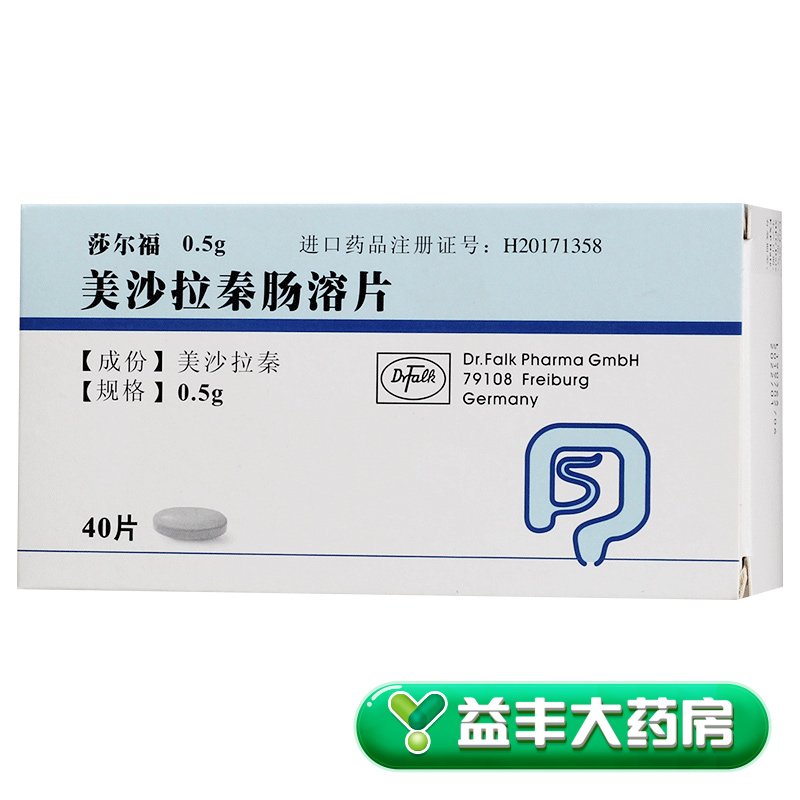 莎尔福 0.5g 进口药品注册证号：H20171358
美沙拉秦肠溶片
【成份】美沙拉秦
【规格】0.5g
Dr.Falk
Dr.Falk Pharma GmbH
79108 Freiburg
Germany
40片
益丰大药房